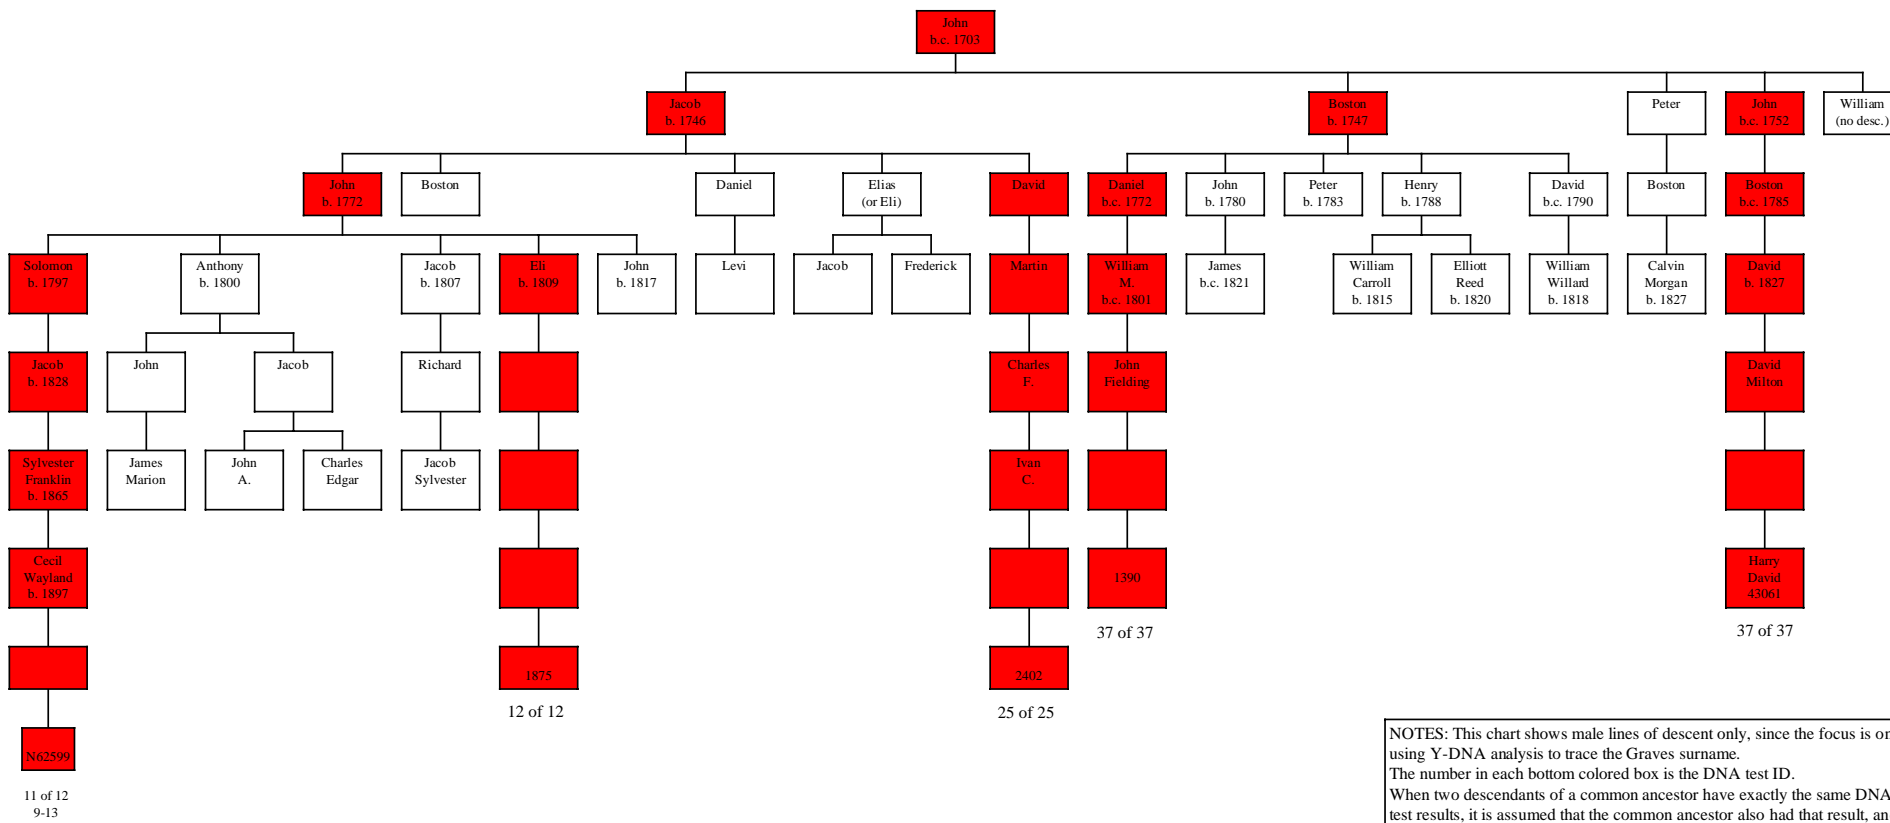 John
b.c. 1703
Jacob
b. 1746
Boston
b. 1747
Peter
John
b.c. 1752
William
(no desc.)
John
b. 1772
Boston
Daniel
Elias
(or Eli)
David
Daniel
b.c. 1772
John
b. 1780
Peter
b. 1783
Henry
b. 1788
David
b.c. 1790
Boston
Boston
b.c. 1785
Solomon
b. 1797
Anthony
b. 1800
Jacob
b. 1807
Eli
b. 1809
John
b. 1817
Levi
Jacob
Frederick
Martin
William
M.
b.c. 1801
James
b.c. 1821
William
Carroll
b. 1815
Elliott
Reed
b. 1820
William
Willard
b. 1818
Calvin
Morgan
b. 1827
David
b. 1827
Jacob
b. 1828
John
Jacob
Richard
Charles
F.
John
Fielding
David
Milton
Sylvester
Franklin
b. 1865
James
Marion
John
A.
Charles
Edgar
Jacob
Sylvester
Ivan
C.
Cecil
Wayland
b. 1897
1390
Harry
David
43061
37 of 37
37 of 37
1875
2402
12 of 12
25 of 25
N62599
11 of 12
9-13
NOTES: This chart shows male lines of descent only, since the focus is on
using Y-DNA analysis to trace the Graves surname.
The number in each bottom colored box is the DNA test ID.
When two descendants of a common ancestor have exactly the same DNA
test results, it is assumed that the common ancestor also had that result, an